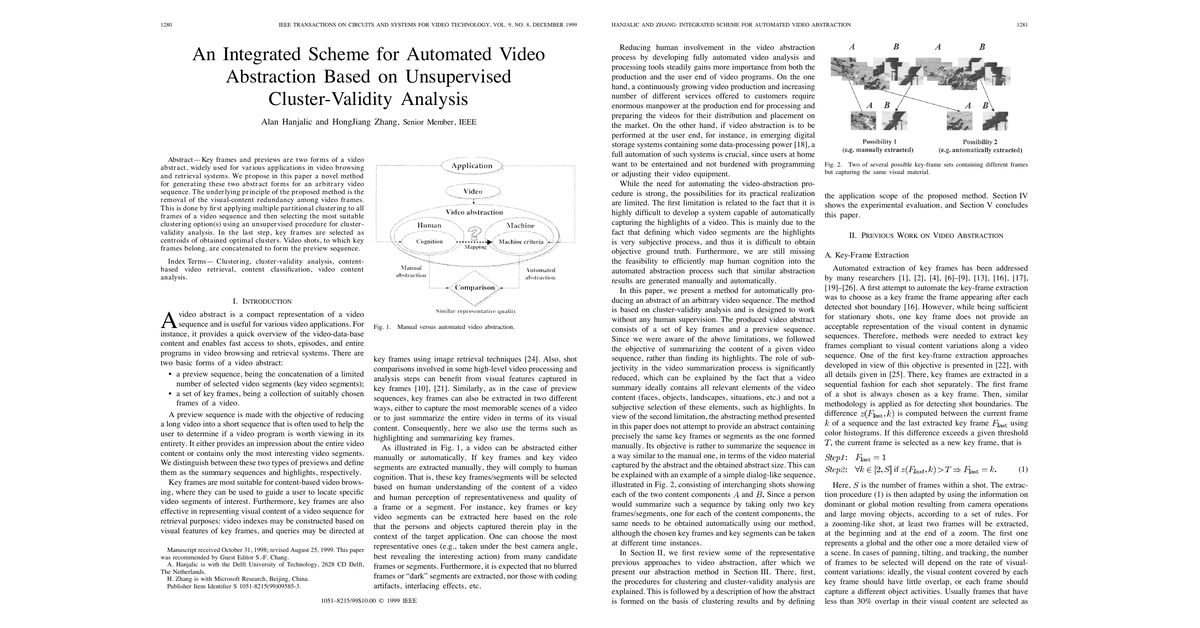 1280
IEEE TRANSACTIONS ON CIRCUITS AND SYSTEMS FOR VIDEO TECHNOLOGY, VOL. 9, NO. 8, DECEMBER 1999
An Integrated Scheme for Automated Video
Abstraction Based on Unsupervised
Cluster-Validity Analysis
Alan Hanjalic and HongJiang Zhang, Senior Member, IEEE
Abstract—Key frames and previews are two forms of a video
abstract, widely used for various applications in video browsing
and retrieval systems. We propose in this paper a novel method
for generating these two abstract forms for an arbitrary video
sequence. The underlying principle of the proposed method is the
removal of the visual-content redundancy among video frames.
This is done by first applying multiple partitional clustering to all
frames of a video sequence and then selecting the most suitable
clustering option(s) using an unsupervised procedure for cluster-
validity analysis. In the last step, key frames are selected as
centroids of obtained optimal clusters. Video shots, to which key
frames belong, are concatenated to form the preview sequence.
Index Terms— Clustering, cluster-validity analysis, content-
based video retrieval, content classification, video content
analysis.
I. INTRODUCTION
A video abstract is a compact representation of a video
sequence and is useful for various video applications. For
instance, it provides a quick overview of the video-data-base
content and enables fast access to shots, episodes, and entire
programs in video browsing and retrieval systems. There are
two basic forms of a video abstract:
• a preview sequence, being the concatenation of a limited
number of selected video segments (key video segments);
• a set of key frames, being a collection of suitably chosen
frames of a video.
A preview sequence is made with the objective of reducing
a long video into a short sequence that is often used to help the
user to determine if a video program is worth viewing in its
entirety. It either provides an impression about the entire video
content or contains only the most interesting video segments.
We distinguish between these two types of previews and define
them as the summary sequences and highlights, respectively.
Key frames are most suitable for content-based video brows-
ing, where they can be used to guide a user to locate specific
video segments of interest. Furthermore, key frames are also
effective in representing visual content of a video sequence for
retrieval purposes: video indexes may be constructed based on
visual features of key frames, and queries may be directed at
Manuscript received October 31, 1998; revised August 25, 1999. This paper
was recommended by Guest Editor S.-F. Chang.
A. Hanjalic is with Delft University of Technology, 2628 CD Delft,
The Netherlands.
H. Zhang is with Microsoft Research, Beijing, China.
Publisher Item Identifier S 1051-8215(99)09585-3.
Application
Video
Video abstraction
Human
Machine
Cognition
?
Mapping
Machine criteria
Manual
abstraction
Automated
abstraction
Comparison
Similar representative quality
Fig. 1. Manual versus automated video abstraction.
key frames using image retrieval techniques [24]. Also, shot
comparisons involved in some high-level video processing and
analysis steps can benefit from visual features captured in
key frames [10], [21]. Similarly, as in the case of preview
sequences, key frames can also be extracted in two different
ways, either to capture the most memorable scenes of a video
or to just summarize the entire video in terms of its visual
content. Consequently, here we also use the terms such as
highlighting and summarizing key frames.
As illustrated in Fig. 1, a video can be abstracted either
manually or automatically. If key frames and key video
segments are extracted manually, they will comply to human
cognition. That is, these key frames/segments will be selected
based on human understanding of the content of a video
and human perception of representativeness and quality of
a frame or a segment. For instance, key frames or key
video segments can be extracted here based on the role
that the persons and objects captured therein play in the
context of the target application. One can choose the most
representative ones (e.g., taken under the best camera angle,
best revealing the interesting action) from many candidate
frames or segments. Furthermore, it is expected that no blurred
frames or "dark" segments are extracted, nor those with coding
artifacts, interlacing effects, etc.
1051–8215/99$10.00 © 1999 IEEE
HANJALIC AND ZHANG: INTEGRATED SCHEME FOR AUTOMATED VIDEO ABSTRACTION
1281
Reducing human involvement in the video abstraction
process by developing fully automated video analysis and
processing tools steadily gains more importance from both the
production and the user end of video programs. On the one
hand, a continuously growing video production and increasing
number of different services offered to customers require
enormous manpower at the production end for processing and
preparing the videos for their distribution and placement on
the market. On the other hand, if video abstraction is to be
performed at the user end, for instance, in emerging digital
storage systems containing some data-processing power [18], a
full automation of such systems is crucial, since users at home
want to be entertained and not burdened with programming
or adjusting their video equipment.
While the need for automating the video-abstraction pro-
cedure is strong, the possibilities for its practical realization
are limited. The first limitation is related to the fact that it is
highly difficult to develop a system capable of automatically
capturing the highlights of a video. This is mainly due to the
fact that defining which video segments are the highlights
is very subjective process, and thus it is difficult to obtain
objective ground truth. Furthermore, we are still missing
the feasibility to efficiently map human cognition into the
automated abstraction process such that similar abstraction
results are generated manually and automatically.
In this paper, we present a method for automatically pro-
ducing an abstract of an arbitrary video sequence. The method
is based on cluster-validity analysis and is designed to work
without any human supervision. The produced video abstract
consists of a set of key frames and a preview sequence.
Since we were aware of the above limitations, we followed
the objective of summarizing the content of a given video
sequence, rather than finding its highlights. The role of sub-
jectivity in the video summarization process is significantly
reduced, which can be explained by the fact that a video
summary ideally contains all relevant elements of the video
content (faces, objects, landscapes, situations, etc.) and not a
subjective selection of these elements, such as highlights. In
view of the second limitation, the abstracting method presented
in this paper does not attempt to provide an abstract containing
precisely the same key frames or segments as the one formed
manually. Its objective is rather to summarize the sequence in
a way similar to the manual one, in terms of the video material
captured by the abstract and the obtained abstract size. This can
be explained with an example of a simple dialog-like sequence,
illustrated in Fig. 2, consisting of interchanging shots showing
each of the two content components A and B. Since a person
would summarize such a sequence by taking only two key
frames/segments, one for each of the content components, the
same needs to be obtained automatically using our method,
although the chosen key frames and key segments can be taken
at different time instances.
In Section II, we first review some of the representative
previous approaches to video abstraction, after which we
present our abstraction method in Section III. There, first,
the procedures for clustering and cluster-validity analysis are
explained. This is followed by a description of how the abstract
is formed on the basis of clustering results and by defining
A B A B
A B A B
Possibility 1
(e.g. manually extracted)
Possibility 2
(e.g. automatically extracted)
Fig. 2. Two of several possible key-frame sets containing different frames
but capturing the same visual material.
the application scope of the proposed method. Section IV
shows the experimental evaluation, and Section V concludes
this paper.
II. PREVIOUS WORK ON VIDEO ABSTRACTION
A. Key-Frame Extraction
Automated extraction of key frames has been addressed
by many researchers [1], [2], [4], [6]–[9], [13], [16], [17],
[19]–[26]. A first attempt to automate the key-frame extraction
was to choose as a key frame the frame appearing after each
detected shot boundary [16]. However, while being sufficient
for stationary shots, one key frame does not provide an
acceptable representation of the visual content in dynamic
sequences. Therefore, methods were needed to extract key
frames compliant to visual content variations along a video
sequence. One of the first key-frame extraction approaches
developed in view of this objective is presented in [22], with
all details given in [25]. There, key frames are extracted in a
sequential fashion for each shot separately. The first frame
of a shot is always chosen as a key frame. Then, similar
methodology is applied as for detecting shot boundaries. The
difference z(F_last, k) is computed between the current frame
k of a sequence and the last extracted key frame F_last using
color histograms. If this difference exceeds a given threshold
T, the current frame is selected as a new key frame, that is
Step1: F_last = 1
Step2: ∀k ∈ [2, S] if z(F_last, k) > T ⇒ F_last = k. (1)
Here, S is the number of frames within a shot. The extrac-
tion procedure (1) is then adapted by using the information on
dominant or global motion resulting from camera operations
and large moving objects, according to a set of rules. For
a zooming-like shot, at least two frames will be extracted,
at the beginning and at the end of a zoom. The first one
represents a global and the other one a more detailed view of
a scene. In cases of panning, tilting, and tracking, the number
of frames to be selected will depend on the rate of visual-
content variations: ideally, the visual content covered by each
key frame should have little overlap, or each frame should
capture a different object activities. Usually frames that have
less than 30% overlap in their visual content are selected as